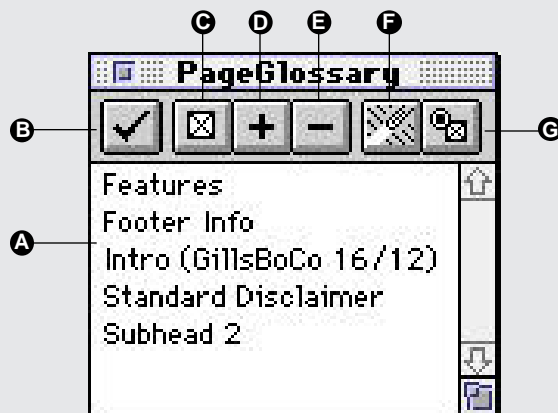 C D E F
PageGlossary
B G
A
Features
Footer Info
Intro (GillsBoCo 16/12)
Standard Disclaimer
Subhead 2